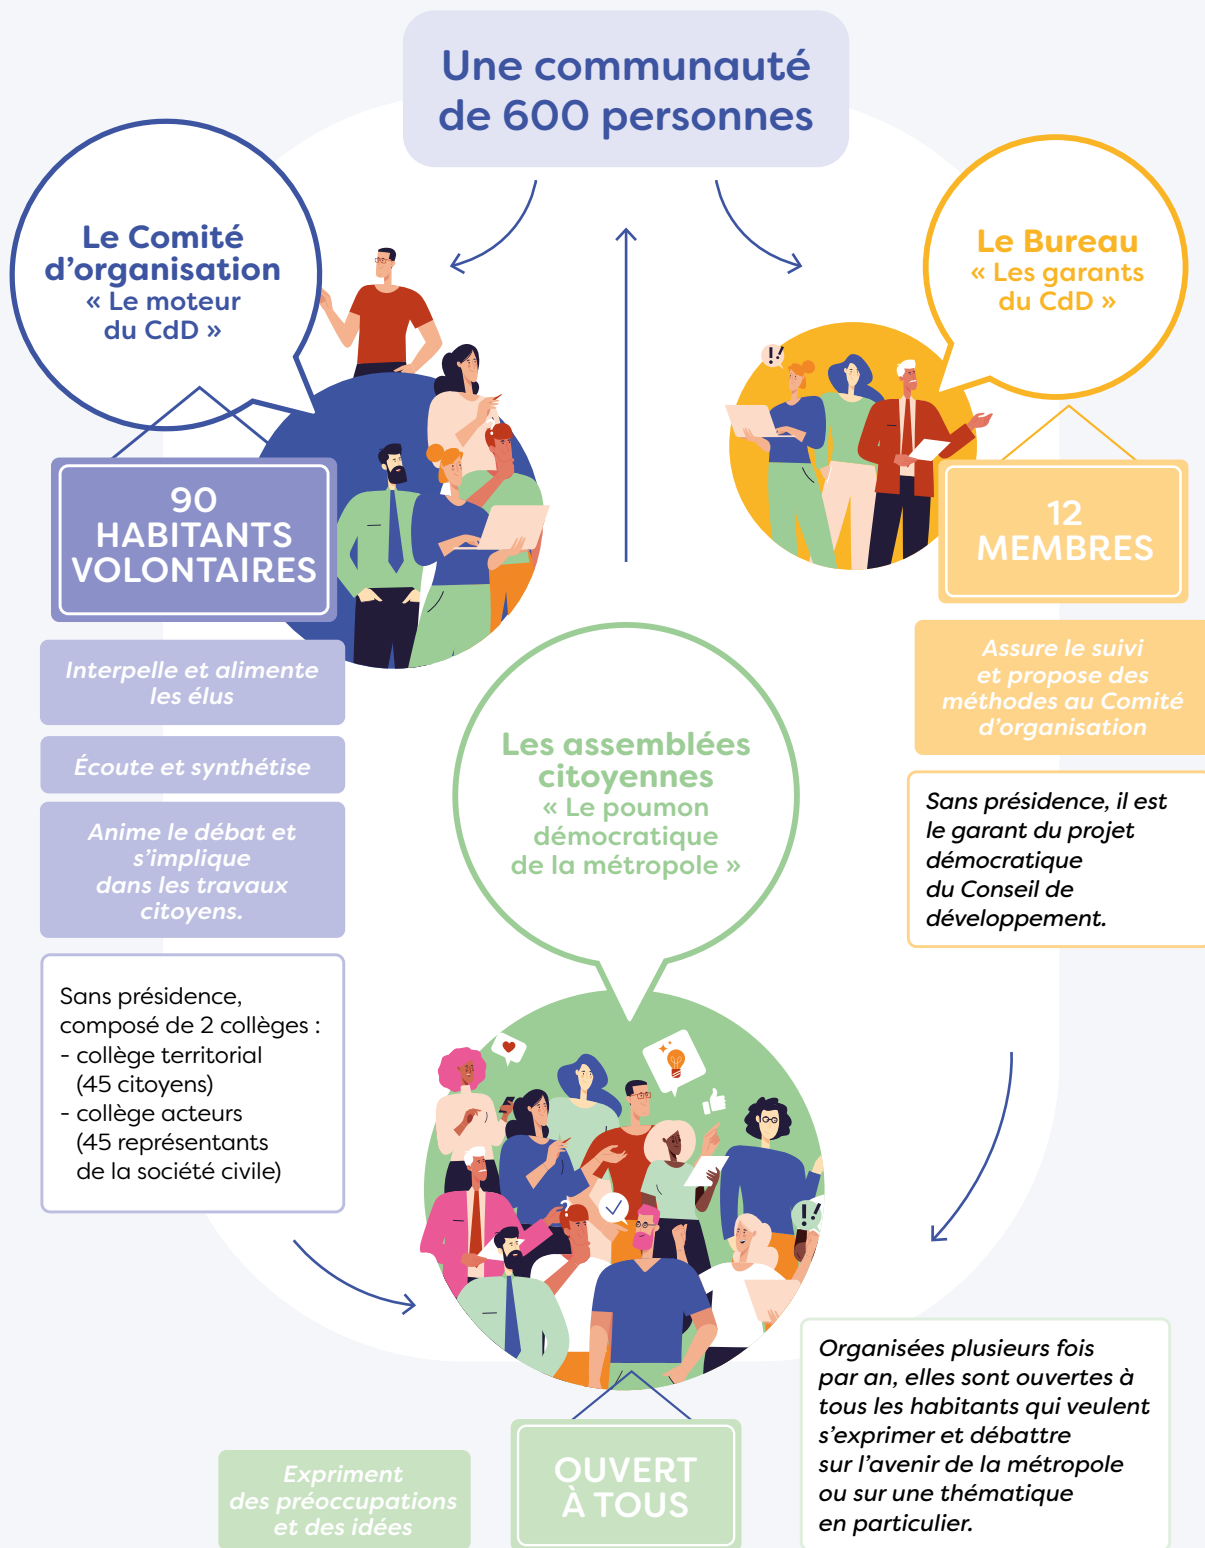 Une communauté
de 600 personnes
Le Comité
d'organisation
« Le moteur
du CdD »
90
HABITANTS
VOLONTAIRES
Interpelle et alimente
les élus
Écoute et synthétise
Anime le débat et
s'implique
dans les travaux
citoyens.
Sans présidence,
composé de 2 collèges :
- collège territorial
(45 citoyens)
- collège acteurs
(45 représentants
de la société civile)
Le Bureau
« Les garants
du CdD »
!!
12
MEMBRES
Assure le suivi
et propose des
méthodes au Comité
d'organisation
Sans présidence, il est
le garant du projet
démocratique
du Conseil de
développement.
Les assemblées
citoyennes
« Le poumon
démocratique
de la métropole »
?
!!
OUVERT
À TOUS
Expriment
des préoccupations
et des idées
Organisées plusieurs fois
par an, elles sont ouvertes à
tous les habitants qui veulent
s'exprimer et débattre
sur l'avenir de la métropole
ou sur une thématique
en particulier.